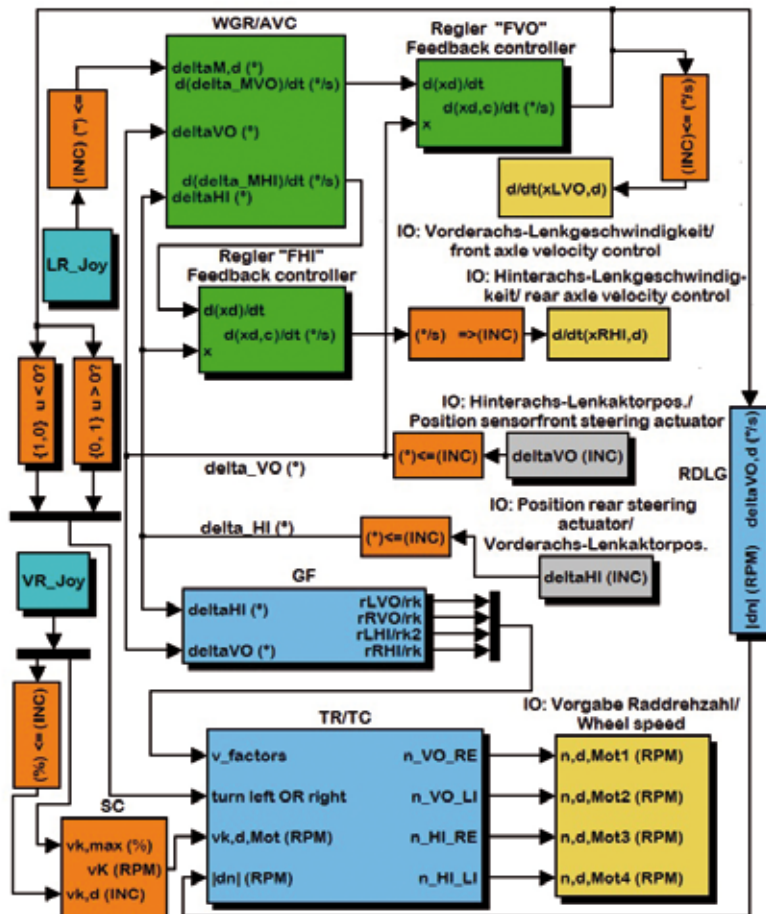 WGR/AVC
deltaM,d (°)
d(delta_MVO)/dt (°/s)
deltaVO (°)
d(delta_MHI)/dt (°/s)
deltaHI (°)
Regler "FVO"
Feedback controller
d(xd)/dt
d(xd,c)/dt (°/s)
x
(INC)<= (°/s)
d/dt(xLVO,d)
IO: Vorderachs-Lenkgeschwindigkeit/
front axle velocity control
(INC) (°) <=
LR_Joy
Regler "FHI"
Feedback controller
d(xd)/dt
d(xd,c)/dt (°/s)
x
IO: Hinterachs-Lenkgeschwindig-
keit/ rear axle velocity control
(°/s) =>(INC)
d/dt(xRHI,d)
{1,0} u < 0?
{0, 1} u > 0?
IO: Hinterachs-Lenkaktorpos./
Position sensorfront steering actuator
(°)<=(INC)
deltaVO (INC)
delta_VO (°)
RDLG
deltaVO,d (°/s)
|dn| (RPM)
IO: Position rear steering
actuator/
Vorderachs-Lenkaktorpos.
delta_HI (°)
(°)<=(INC)
deltaHI (INC)
VR_Joy
GF
deltaHI (°)
deltaVO (°)
rLVO/rk
rRVO/rk
rLHI/rk2
rRHI/rk
(%) <= (INC)
TR/TC
v_factors
turn left OR right
vk,d,Mot (RPM)
|dn| (RPM)
n_VO_RE
n_VO_LI
n_HI_RE
n_HI_LI
IO: Vorgabe Raddrehzahl/
Wheel speed
n,d,Mot1 (RPM)
n,d,Mot2 (RPM)
n,d,Mot3 (RPM)
n,d,Mot4 (RPM)
SC
vk,max (%)
vK (RPM)
vk,d (INC)